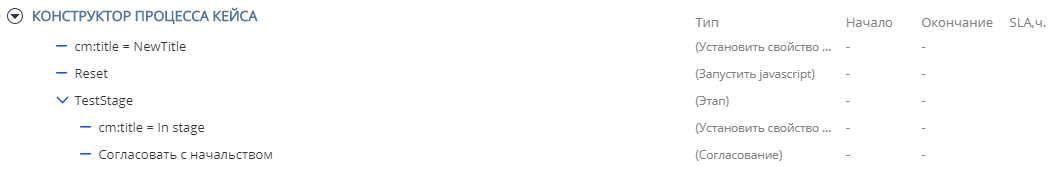 КОНСТРУКТОР ПРОЦЕССА КЕЙСА
Тип Начало Окончание SLA,ч.
cm:title = NewTitle (Установить свойство ... - -
Reset (Запустить javascript) - -
TestStage (Этап) - -
cm:title = In stage (Установить свойство ... - -
Согласовать с начальством (Согласование) - -